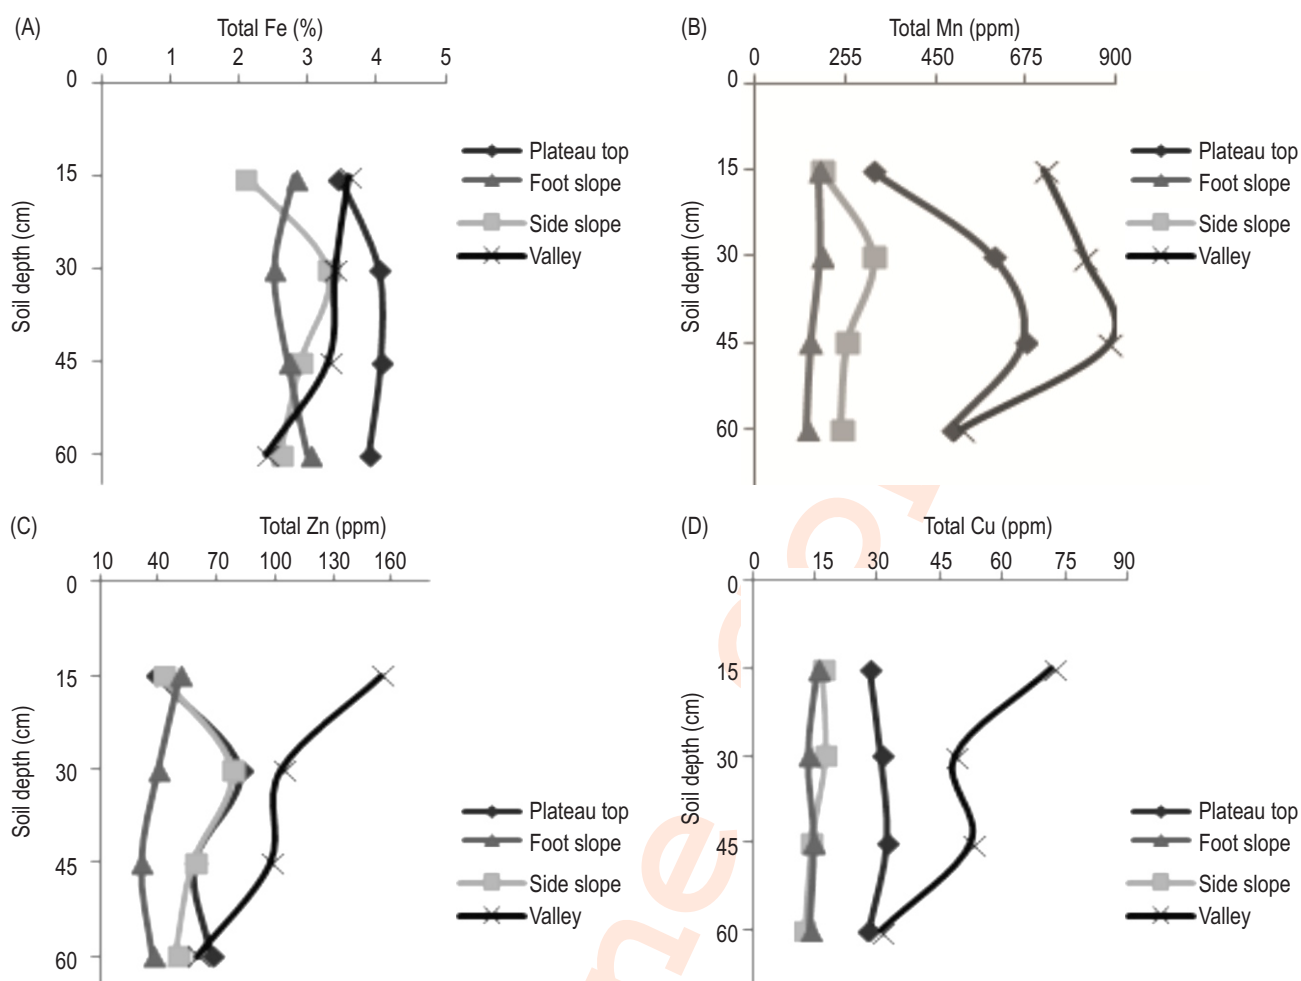 (A)
Total Fe (%)
0 1 2 3 4 5
0
15
30
45
60
Soil depth (cm)
Plateau top
Foot slope
Side slope
Valley
(B)
Total Mn (ppm)
0 255 450 675 900
0
15
30
45
60
Soil depth (cm)
Plateau top
Foot slope
Side slope
Valley
(C)
Total Zn (ppm)
10 40 70 100 130 160
0
15
30
45
60
Soil depth (cm)
Plateau top
Foot slope
Side slope
Valley
(D)
Total Cu (ppm)
0 15 30 45 60 75 90
0
15
30
45
60
Soil depth (cm)
Plateau top
Foot slope
Side slope
Valley